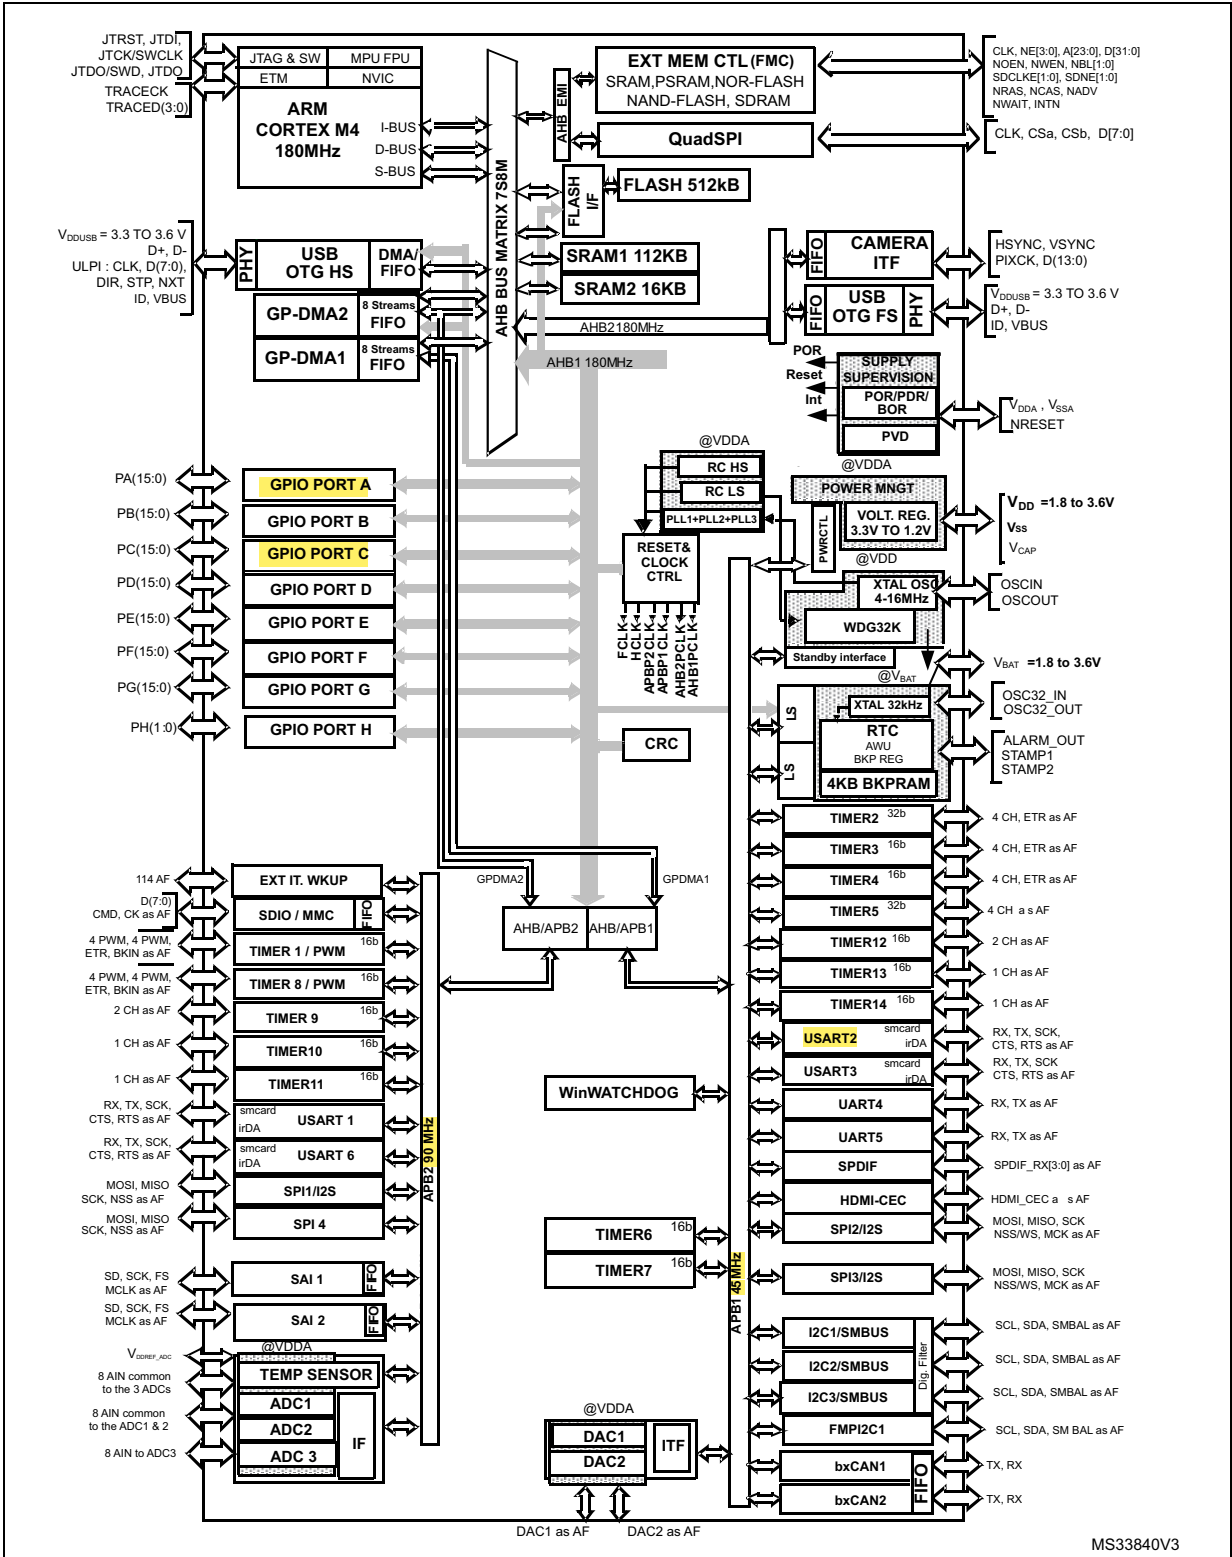 JTRST, JTDI,
JTCK/SWCLK
JTDO/SWD, JTDO
TRACECK
TRACED(3:0)
JTAG & SW
MPU FPU
ETM
NVIC
ARM
CORTEX M4
180MHz
I-BUS
D-BUS
S-BUS
AHB BUS MATRIX 7S8M
AHB EMI
EXT MEM CTL (FMC)
SRAM,PSRAM,NOR-FLASH
NAND-FLASH, SDRAM
QuadSPI
CLK, NE[3:0], A[23:0], D[31:0]
NOEN, NWEN, NBL[1:0]
SDCLKE[1:0], SDNE[1:0]
NRAS, NCAS, NADV
NWAIT, INTN
CLK, CSa, CSb, D[7:0]
FLASH
I/F
FLASH 512kB
SRAM1 112KB
SRAM2 16KB
VDDUSB = 3.3 TO 3.6 V
D+, D-
ULPI : CLK, D(7:0),
DIR, STP, NXT
ID, VBUS
PHY
USB
OTG HS
DMA/
FIFO
GP-DMA2
8 Streams
FIFO
GP-DMA1
8 Streams
FIFO
FIFO
CAMERA
ITF
HSYNC, VSYNC
PIXCK, D(13:0)
FIFO
USB
OTG FS
PHY
VDDUSB = 3.3 TO 3.6 V
D+, D-
ID, VBUS
AHB2180MHz
AHB1 180MHz
POR
Reset
Int
SUPPLY
SUPERVISION
POR/PDR/
BOR
PVD
VDDA , VSSA
NRESET
@VDDA
RC HS
RC LS
PLL1+PLL2+PLL3
RESET&
CLOCK
CTRL
FCLK
HCLK
APBP2CLK
APBP1CLK
AHB2PCLK
AHB1PCLK
@VDDA
POWER MNGT
VOLT. REG.
3.3V TO 1.2V
PWRCTL
VDD =1.8 to 3.6V
Vss
VCAP
@VDD
XTAL OSC
4-16MHz
OSCIN
OSCOUT
WDG32K
Standby interface
@VBAT
VBAT =1.8 to 3.6V
LS
LS
XTAL 32kHz
OSC32_IN
OSC32_OUT
RTC
AWU
BKP REG
4KB BKPRAM
ALARM_OUT
STAMP1
STAMP2
PA(15:0)
GPIO PORT A
PB(15:0)
GPIO PORT B
PC(15:0)
GPIO PORT C
PD(15:0)
GPIO PORT D
PE(15:0)
GPIO PORT E
PF(15:0)
GPIO PORT F
PG(15:0)
GPIO PORT G
PH(1:0)
GPIO PORT H
CRC
GPDMA2
GPDMA1
AHB/APB2
AHB/APB1
114 AF
EXT IT. WKUP
D(7:0)
CMD, CK as AF
SDIO / MMC
FIFO
4 PWM, 4 PWM,
ETR, BKIN as AF
TIMER 1 / PWM
16b
4 PWM, 4 PWM,
ETR, BKIN as AF
TIMER 8 / PWM
16b
2 CH as AF
TIMER 9
16b
1 CH as AF
TIMER10
16b
1 CH as AF
TIMER11
16b
RX, TX, SCK,
CTS, RTS as AF
smcard
irDA
USART 1
RX, TX, SCK,
CTS, RTS as AF
smcard
irDA
USART 6
MOSI, MISO
SCK, NSS as AF
SPI1/I2S
MOSI, MISO
SCK, NSS as AF
SPI 4
SD, SCK, FS
MCLK as AF
SAI 1
FIFO
SD, SCK, FS
MCLK as AF
SAI 2
FIFO
@VDDA
VDDREF_ADC
TEMP SENSOR
8 AIN common
to the 3 ADCs
ADC1
8 AIN common
to the ADC1 & 2
ADC2
8 AIN to ADC3
ADC 3
IF
APB2 90 MHz
WinWATCHDOG
TIMER6
16b
TIMER7
16b
@VDDA
DAC1
DAC2
ITF
DAC1 as AF
DAC2 as AF
APB1 45MHz
TIMER2 32b
4 CH, ETR as AF
TIMER3 16b
4 CH, ETR as AF
TIMER4 16b
4 CH, ETR as AF
TIMER5 32b
4 CH a s AF
TIMER12 16b
2 CH as AF
TIMER13 16b
1 CH as AF
TIMER14 16b
1 CH as AF
USART2
smcard
irDA
RX, TX, SCK,
CTS, RTS as AF
USART3
smcard
irDA
RX, TX, SCK
CTS, RTS as AF
UART4
RX, TX as AF
UART5
RX, TX as AF
SPDIF
SPDIF_RX[3:0] as AF
HDMI-CEC
HDMI_CEC a s AF
SPI2/I2S
MOSI, MISO, SCK
NSS/WS, MCK as AF
SPI3/I2S
MOSI, MISO, SCK
NSS/WS, MCK as AF
I2C1/SMBUS
SCL, SDA, SMBAL as AF
I2C2/SMBUS
SCL, SDA, SMBAL as AF
I2C3/SMBUS
SCL, SDA, SMBAL as AF
Dig. Filter
FMPI2C1
SCL, SDA, SM BAL as AF
bxCAN1
TX, RX
bxCAN2
TX, RX
FIFO
MS33840V3